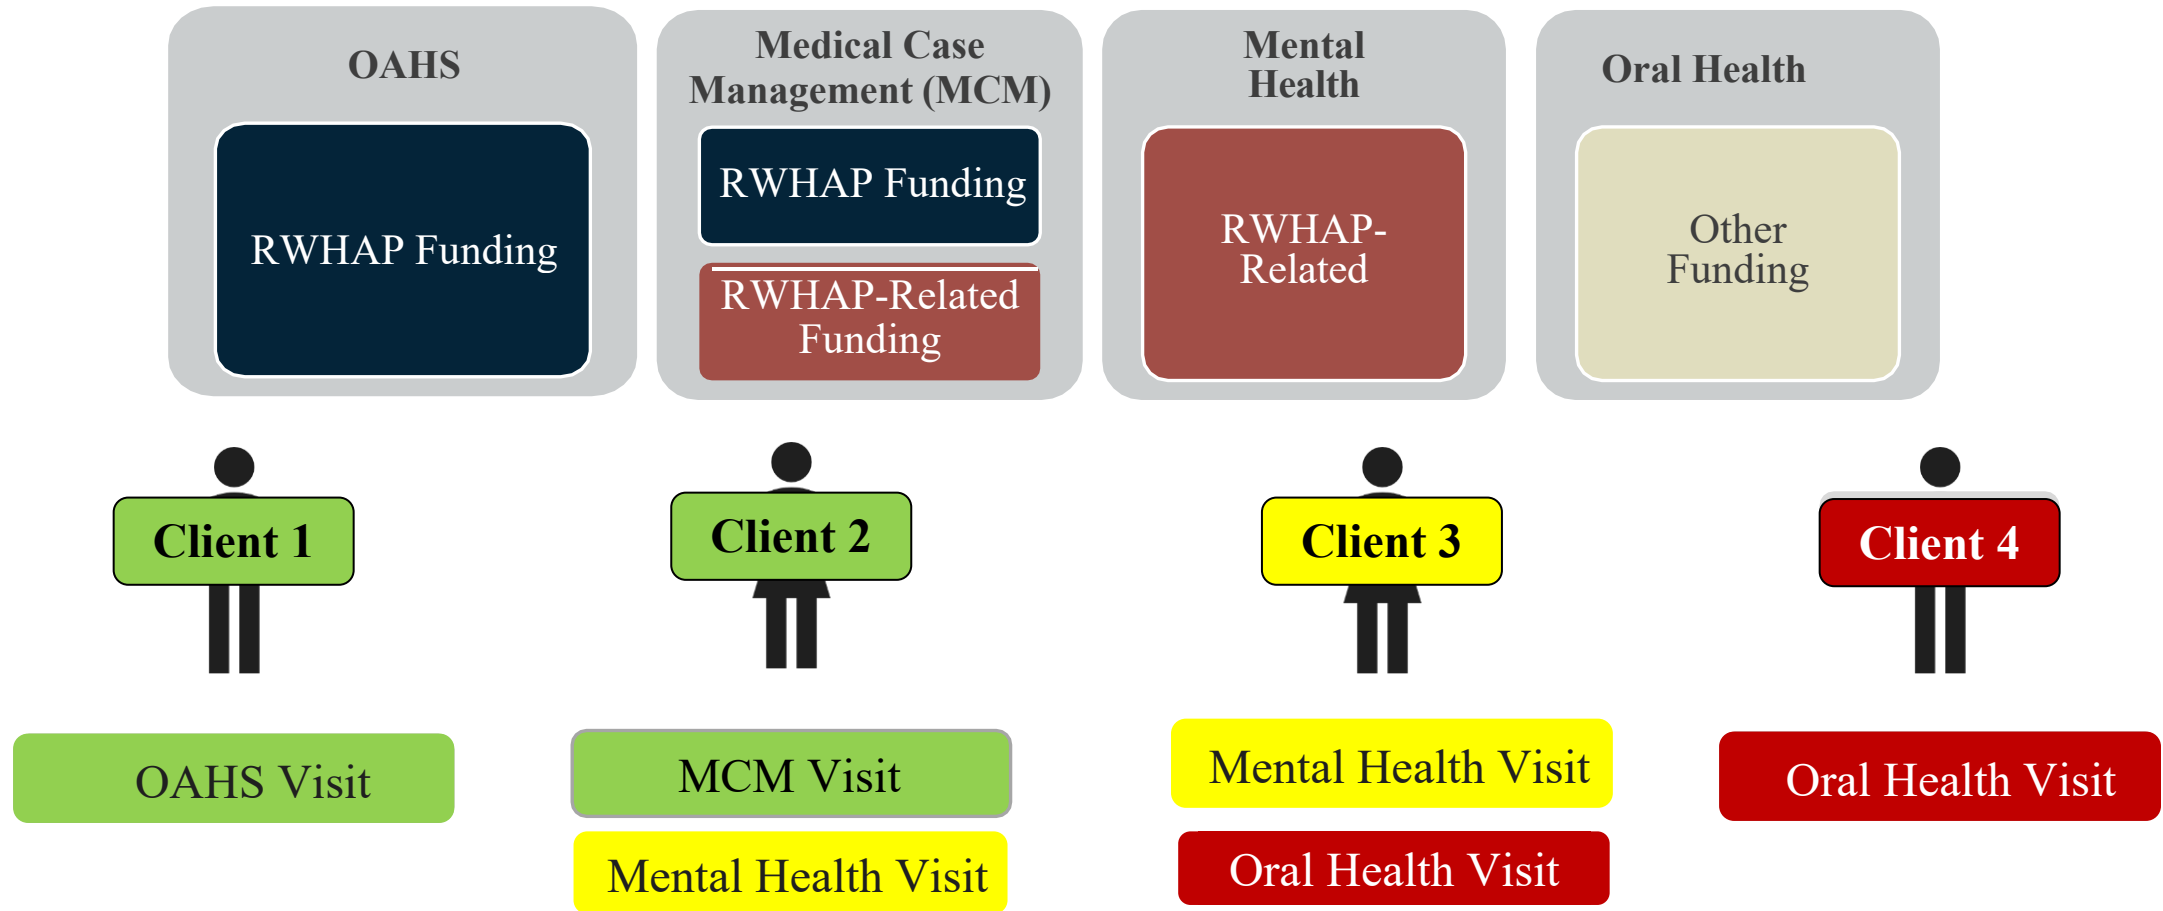 OAHS
RWHAP Funding
Medical Case
Management (MCM)
RWHAP Funding
RWHAP-Related
Funding
Mental
Health
RWHAP-
Related
Oral Health
Other
Funding
Client 1
Client 2
Client 3
Client 4
OAHS Visit
MCM Visit
Mental Health Visit
Mental Health Visit
Oral Health Visit
Oral Health Visit